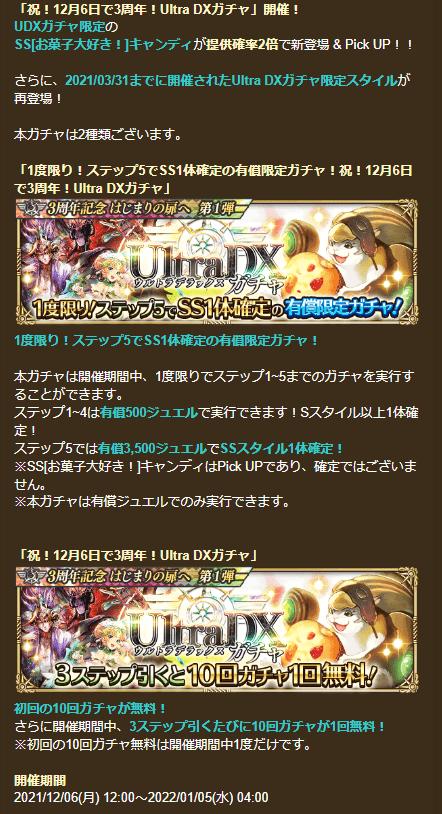 「祝！12月6日で3周年！Ultra DXガチャ」開催！
UDXガチャ限定の
SS[お菓子大好き！]キャンディが提供確率2倍で新登場 & Pick UP！！
さらに、2021/03/31までに開催されたUltra DXガチャ限定スタイルが
再登場！
本ガチャは2種類ございます。
「1度限り！ステップ5でSS1体確定の有償限定ガチャ！祝！12月6日
で3周年！Ultra DXガチャ」
3周年記念 はじまりの扉へ 第1弾
UltraDX
ウルトラデラックス ガチャ
1度限り!ステップ5でSS1体確定の有償限定ガチャ!
1度限り！ステップ5でSS1体確定の有償限定ガチャ！
本ガチャは開催期間中、1度限りでステップ1~5までのガチャを実行す
ることができます。
ステップ1~4は有償500ジュエルで実行できます！Sスタイル以上1体確
定！
ステップ5では有償3,500ジュエルでSSスタイル1体確定！
※SS[お菓子大好き！]キャンディはPick UPであり、確定ではございま
せん。
※本ガチャは有償ジュエルでのみ実行できます。
「祝！12月6日で3周年！Ultra DXガチャ」
3周年記念 はじまりの扉へ 第1弾
UltraDX
ウルトラデラックス ガチャ
3ステップ引くと10回ガチャ1回無料!
初回の10回ガチャが無料！
さらに開催期間中、3ステップ引くたびに10回ガチャが1回無料！
※初回の10回ガチャ無料は開催期間中1度だけです。
開催期間
2021/12/06(月) 12:00～2022/01/05(水) 04:00